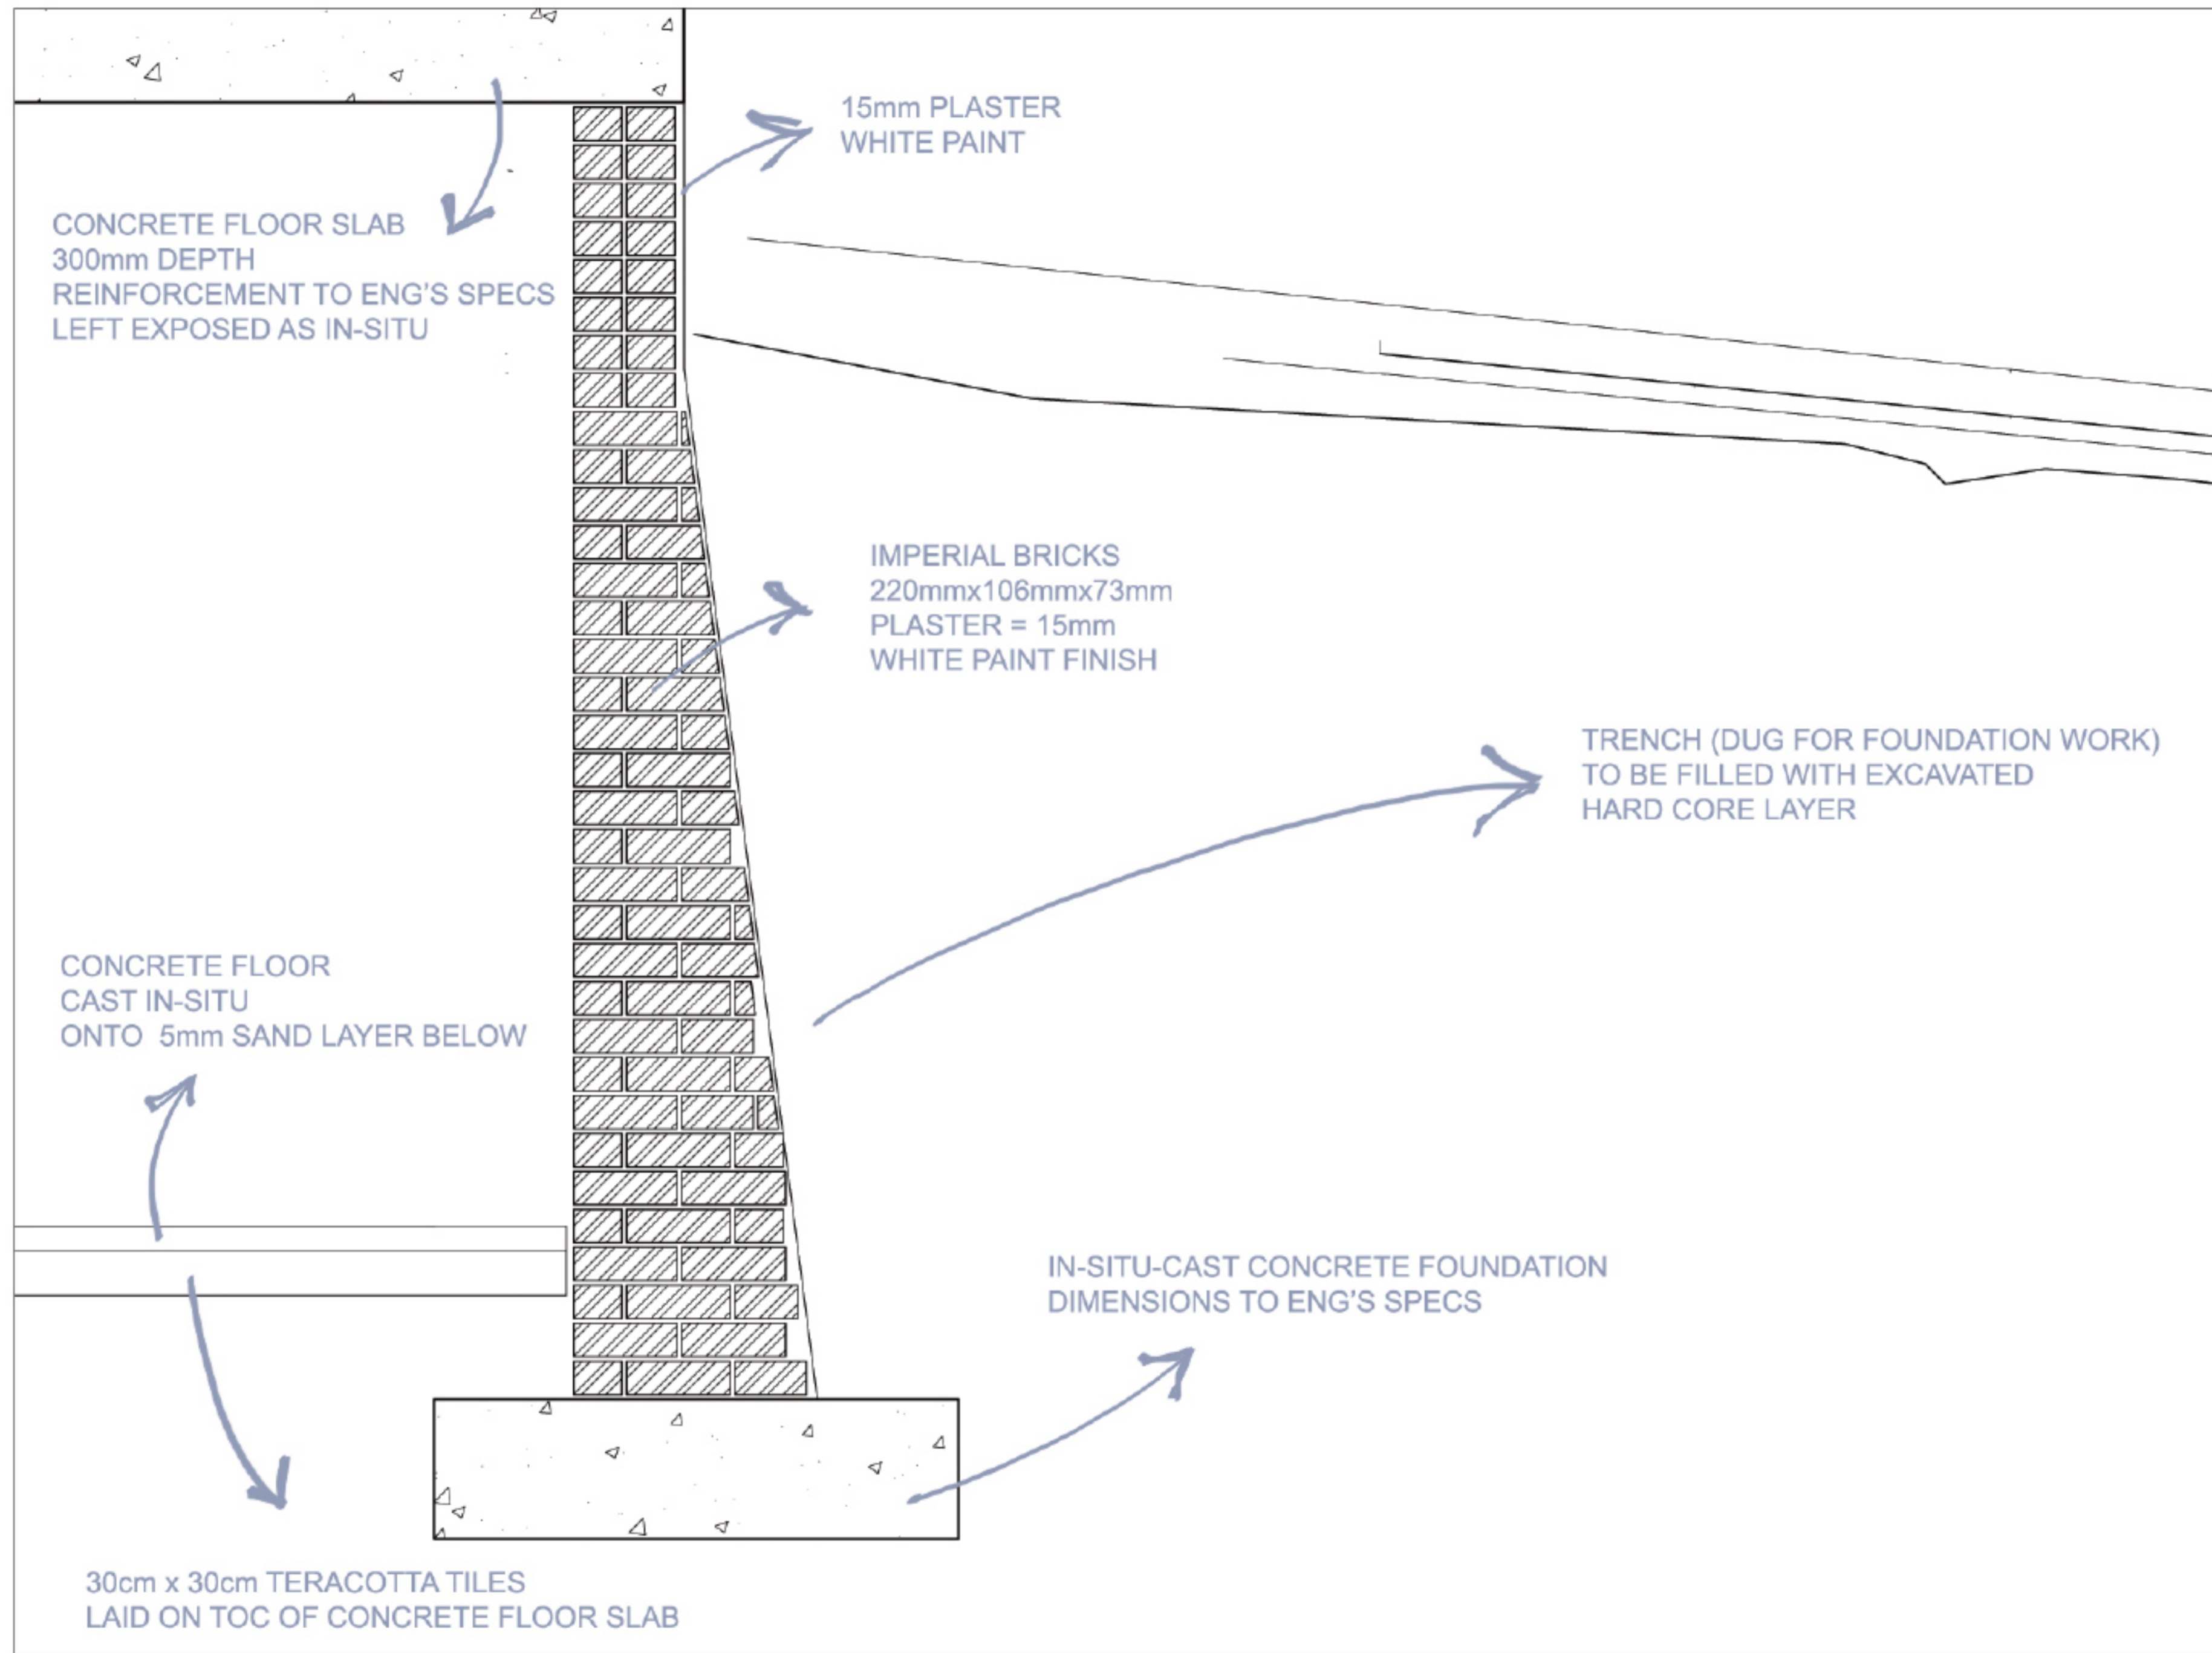 15mm PLASTER
WHITE PAINT
CONCRETE FLOOR SLAB
300mm DEPTH
REINFORCEMENT TO ENG'S SPECS
LEFT EXPOSED AS IN-SITU
IMPERIAL BRICKS
220mmx106mmx73mm
PLASTER = 15mm
WHITE PAINT FINISH
TRENCH (DUG FOR FOUNDATION WORK)
TO BE FILLED WITH EXCAVATED
HARD CORE LAYER
CONCRETE FLOOR
CAST IN-SITU
ONTO  5mm SAND LAYER BELOW
IN-SITU-CAST CONCRETE FOUNDATION
DIMENSIONS TO ENG'S SPECS
30cm x 30cm TERACOTTA TILES
LAID ON TOC OF CONCRETE FLOOR SLAB